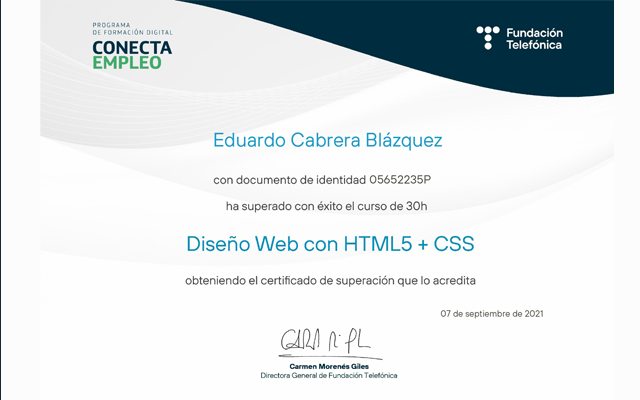 PROGRAMA
DE FORMACIÓN DIGITAL
CONECTA
EMPLEO
Fundación
Telefónica
Eduardo Cabrera Blázquez
con documento de identidad 05652235P
ha superado con éxito el curso de 30h
Diseño Web con HTML5 + CSS
obteniendo el certificado de superación que lo acredita
07 de septiembre de 2021
Carmen Morenés Giles
Directora General de Fundación Telefónica